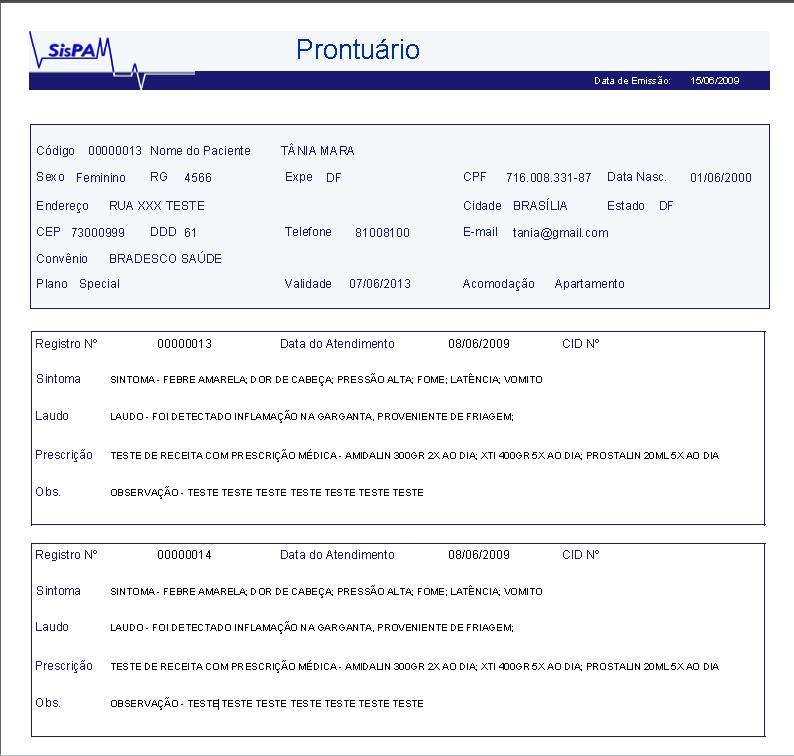 SisPAM
Prontuário
Data de Emissão: 15/06/2009
Código 00000013 Nome do Paciente TÂNIA MARA
Sexo Feminino RG 4566 Expe DF CPF 716.008.331-87 Data Nasc. 01/06/2000
Endereço RUA XXX TESTE Cidade BRASÍLIA Estado DF
CEP 73000999 DDD 61 Telefone 81008100 E-mail tania@gmail.com
Convênio BRADESCO SAÚDE
Plano Special Validade 07/06/2013 Acomodação Apartamento
Registro Nº 00000013 Data do Atendimento 08/06/2009 CID Nº
Sintoma SINTOMA - FEBRE AMARELA; DOR DE CABEÇA; PRESSÃO ALTA; FOME; LATÊNCIA; VOMITO
Laudo LAUDO - FOI DETECTADO INFLAMAÇÃO NA GARGANTA, PROVENIENTE DE FRIAGEM;
Prescrição TESTE DE RECEITA COM PRESCRIÇÃO MÉDICA - AMIDALIN 300GR 2X AO DIA; XTI 400GR 5X AO DIA; PROSTALIN 20ML 5X AO DIA
Obs. OBSERVAÇÃO - TESTE TESTE TESTE TESTE TESTE TESTE TESTE
Registro Nº 00000014 Data do Atendimento 08/06/2009 CID Nº
Sintoma SINTOMA - FEBRE AMARELA; DOR DE CABEÇA; PRESSÃO ALTA; FOME; LATÊNCIA; VOMITO
Laudo LAUDO - FOI DETECTADO INFLAMAÇÃO NA GARGANTA, PROVENIENTE DE FRIAGEM;
Prescrição TESTE DE RECEITA COM PRESCRIÇÃO MÉDICA - AMIDALIN 300GR 2X AO DIA; XTI 400GR 5X AO DIA; PROSTALIN 20ML 5X AO DIA
Obs. OBSERVAÇÃO - TESTE TESTE TESTE TESTE TESTE TESTE TESTE